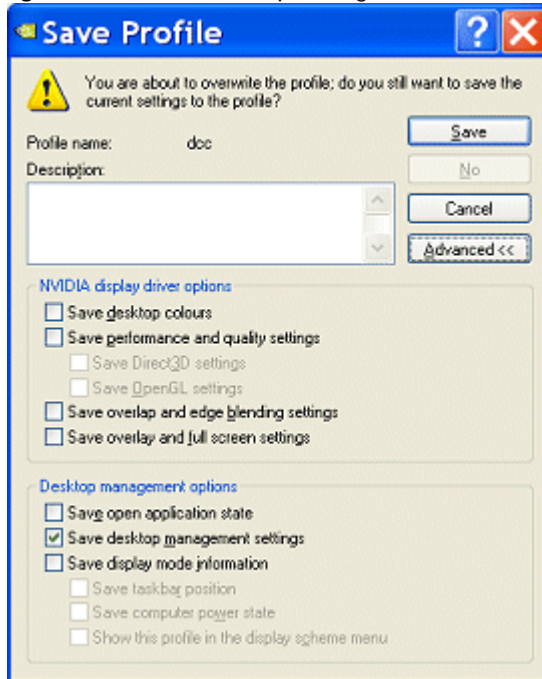 Save Profile
You are about to overwrite the profile; do you still want to save the
current settings to the profile?
Profile name: dcc
Save
Description:
No
Cancel
Advanced <<
NVIDIA display driver options
Save desktop colours
Save performance and quality settings
Save Direct3D settings
Save OpenGL settings
Save overlap and edge blending settings
Save overlay and full screen settings
Desktop management options
Save open application state
Save desktop management settings
Save display mode information
Save taskbar position
Save computer power state
Show this profile in the display scheme menu